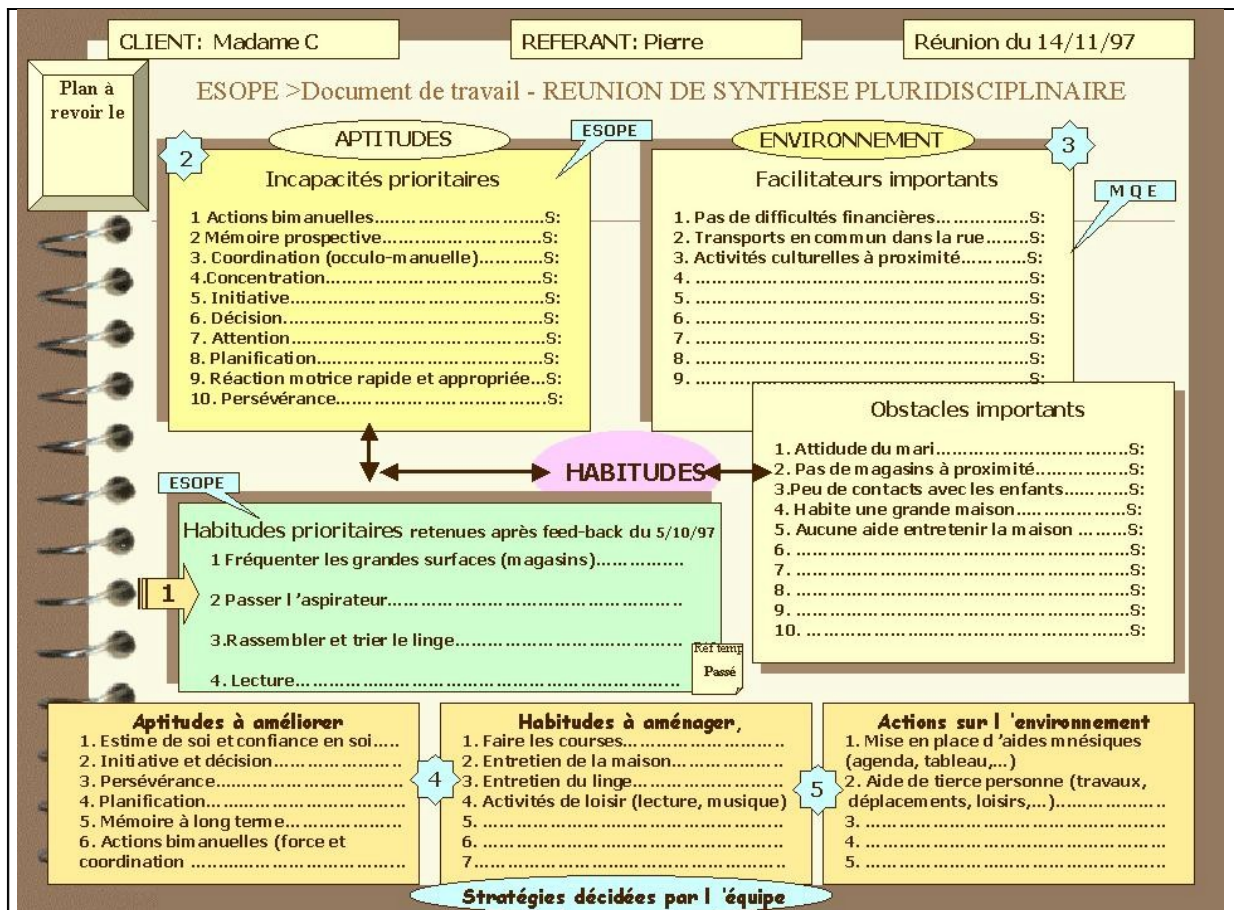 CLIENT: Madame C
REFERANT: Pierre
Réunion du 14/11/97
Plan à
revoir le
ESOPE >Document de travail - REUNION DE SYNTHESE PLURIDISCIPLINAIRE
2
APTITUDES
ESOPE
Incapacités prioritaires
1 Actions bimanuelles...............................S:
2 Mémoire prospective..............................S:
3. Coordination (occulo-manuelle)...........S:
4.Concentration.......................................S:
5. Initiative..............................................S:
6. Décision...............................................S:
7. Attention..............................................S:
8. Planification........................................S:
9. Réaction motrice rapide et appropriée...S:
10. Persévérance.....................................S:
ENVIRONNEMENT
3
M Q E
Facilitateurs importants
1. Pas de difficultés financières.................S:
2. Transports en commun dans la rue........S:
3. Activités culturelles à proximité............S:
4. ............................................................S:
5. ............................................................S:
6. ............................................................S:
7. ............................................................S:
8. ............................................................S:
9. ............................................................S:
Obstacles importants
1. Attidude du mari...................................S:
2. Pas de magasins à proximité.................S:
3.Peu de contacts avec les enfants...........S:
4. Habite une grande maison....................S:
5. Aucune aide entretenir la maison ........S:
6. ............................................................S:
7. ............................................................S:
8. ............................................................S:
9. ............................................................S:
10. ..........................................................S:
HABITUDES
ESOPE
Habitudes prioritaires retenues après feed-back du 5/10/97
1
1 Fréquenter les grandes surfaces (magasins)...............
2 Passer l 'aspirateur..................................................
3.Rassembler et trier le linge.......................................
4. Lecture....................................................................
Réf temp
Passé
Aptitudes à améliorer
1. Estime de soi et confiance en soi.....
2. Initiative et décision........................
3. Persévérance...................................
4. Planification.....................................
5. Mémoire à long terme......................
6. Actions bimanuelles (force et
coordination .......................................
4
Habitudes à aménager,
1. Faire les courses..............................
2. Entretien de la maison.....................
3. Entretien du linge............................
4. Activités de loisir (lecture, musique)
5. ........................................................
6. ........................................................
7.........................................................
5
Actions sur l 'environnement
1. Mise en place d 'aides mnésiques
(agenda, tableau,...)
2. Aide de tierce personne (travaux,
déplacements, loisirs,...)...................
3. ........................................................
4. ........................................................
5. ........................................................
Stratégies décidées par l 'équipe